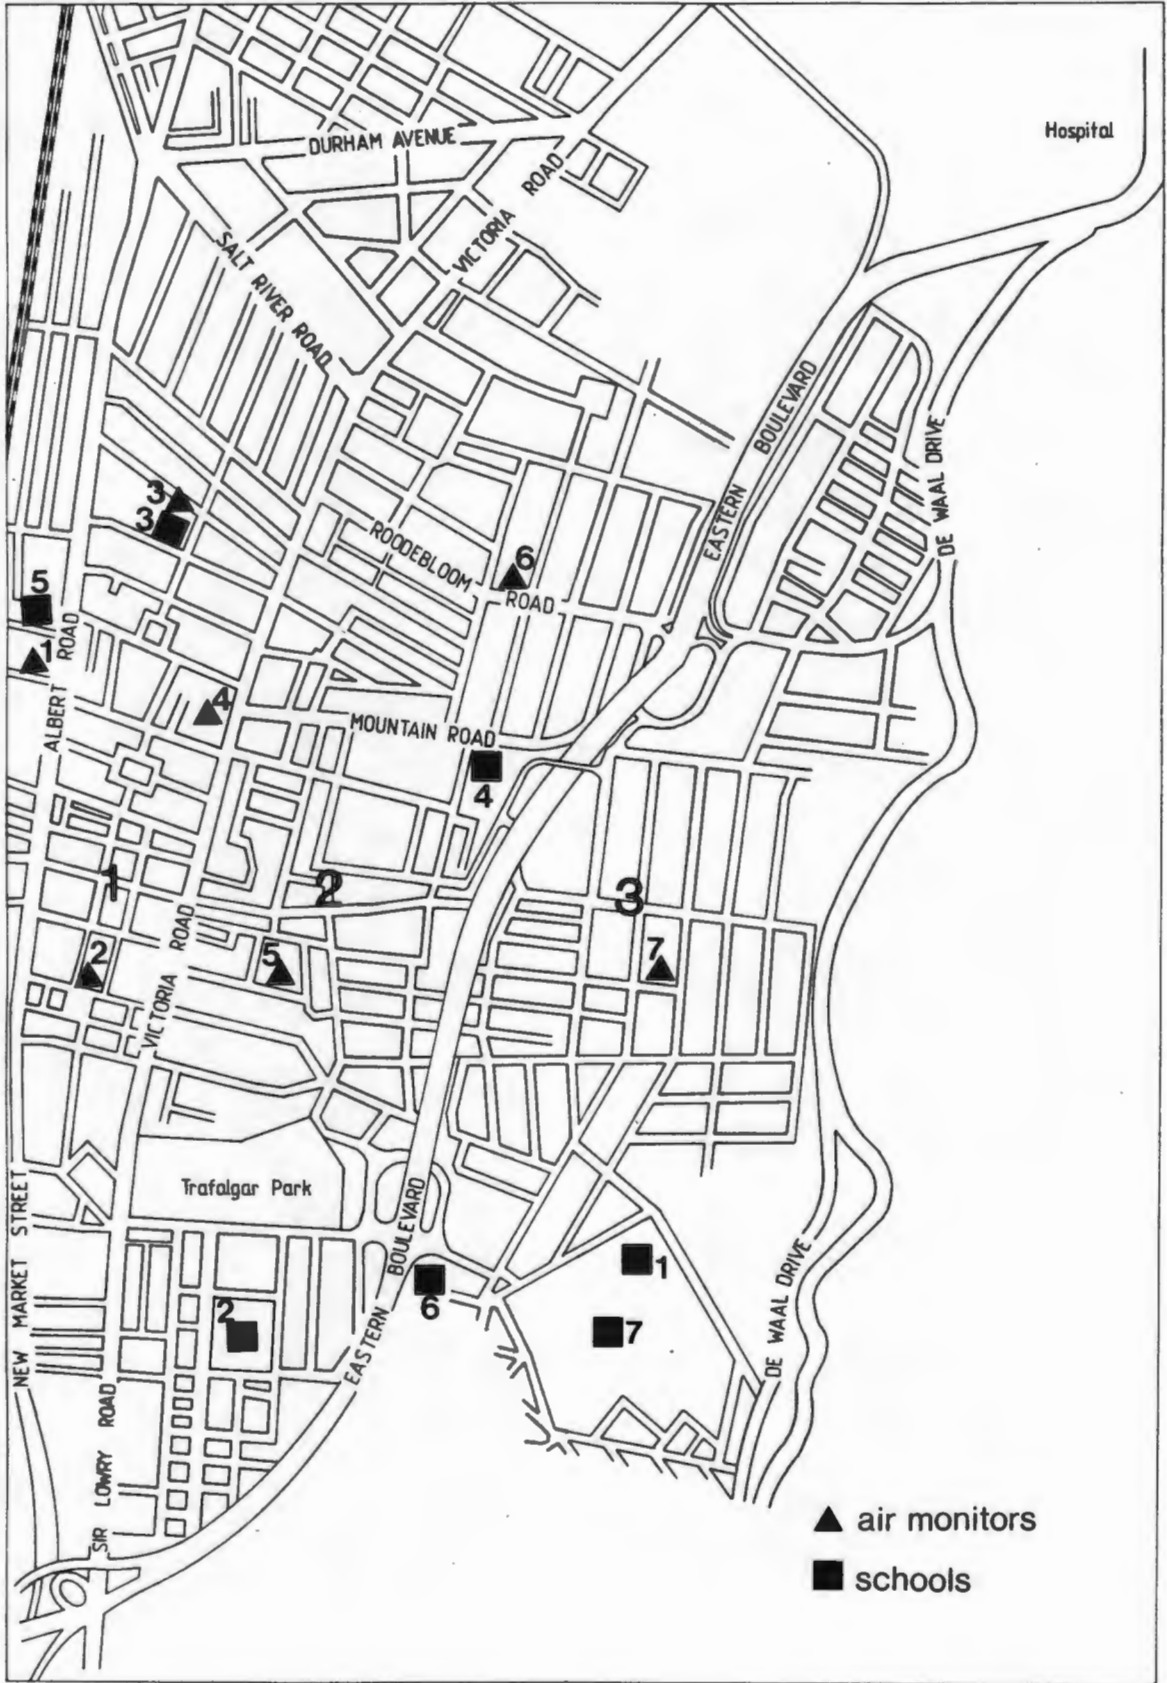 Hospital
DURHAM AVENUE
VICTORIA ROAD
SALT RIVER ROAD
EASTERN BOULEVARD
DE WAAL DRIVE
3
3
ROODEBLOOM ROAD
6
5
1
ALBERT ROAD
4
MOUNTAIN ROAD
4
1
2
3
2
VICTORIA ROAD
5
7
Trafalgar Park
NEW MARKET STREET
EASTERN BOULEVARD
1
6
7
2
DE WAAL DRIVE
SIR LOWRY ROAD
air monitors
schools